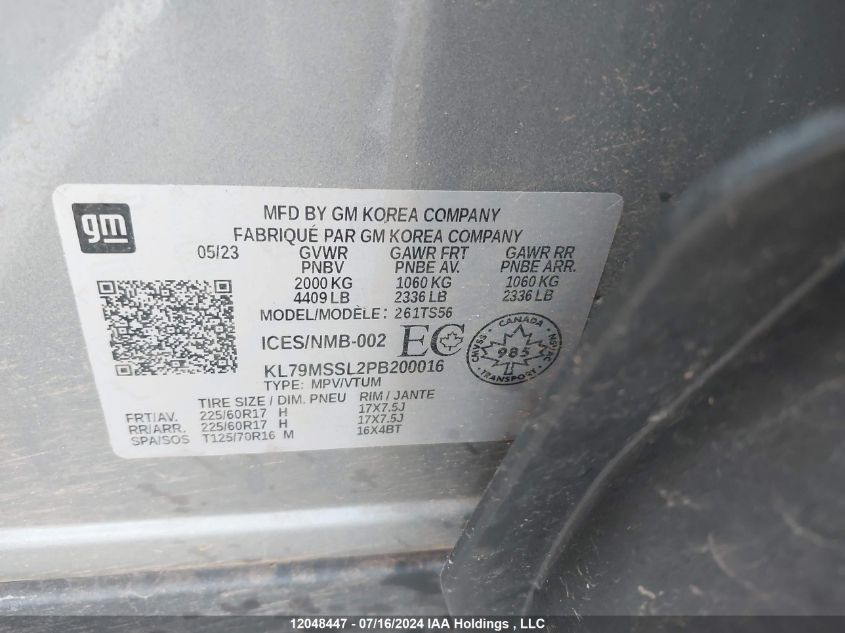 gm
MFD BY GM KOREA COMPANY
FABRIQUÉ PAR GM KOREA COMPANY
05/23 GVWR GAWR FRT GAWR RR
PNBV PNBE AV. PNBE ARR.
2000 KG 1060 KG 1060 KG
4409 LB 2336 LB 2336 LB
MODEL/MODÈLE: 261TS56
ICES/NMB-002 EC
CANADA
985
TRANSPORT
KL79MSSL2PB200016
TYPE: MPV/VTUM
TIRE SIZE / DIM. PNEU RIM / JANTE
FRT/AV. 225/60R17 H 17X7.5J
RR/ARR. 225/60R17 H 17X7.5J
SPA/SOS T125/70R16 M 16X4BT
12048447 - 07/16/2024 IAA Holdings , LLC